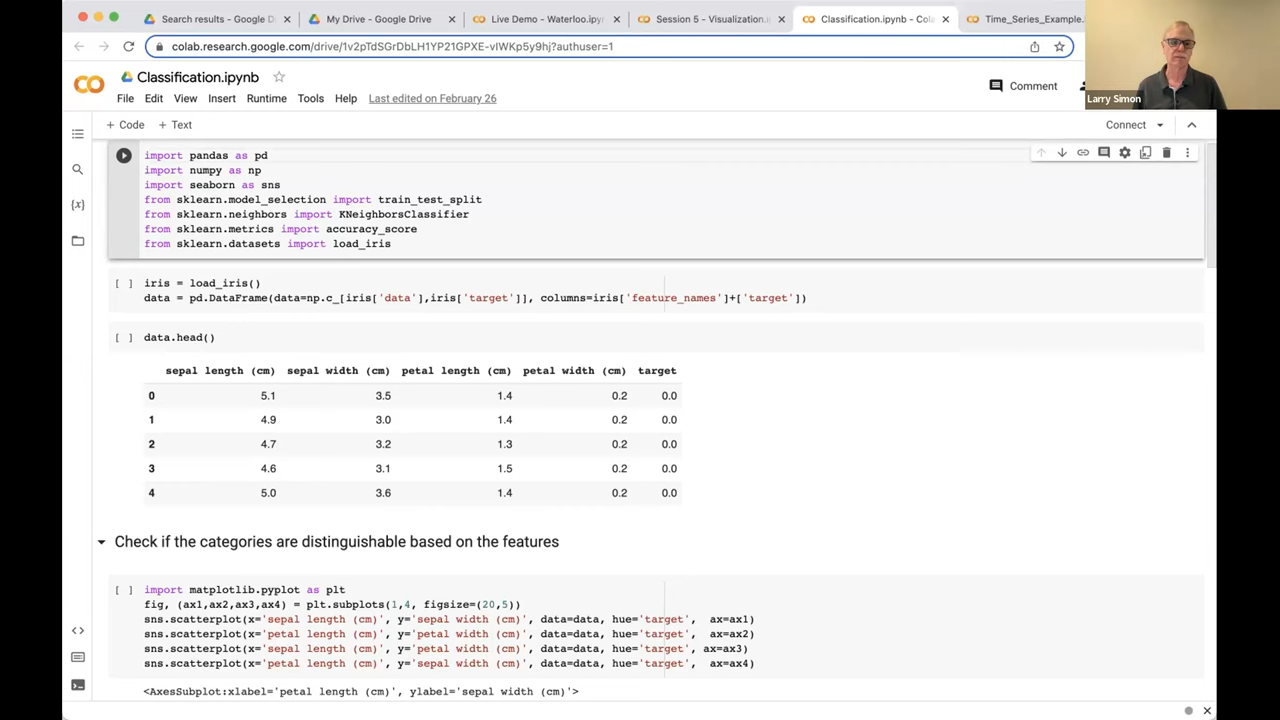 Search results - Google D
My Drive - Google Drive
Live Demo - Waterloo.ipyn
Session 5 - Visualization.i
Classification.ipynb - Cola
Time_Series_Example.
colab.research.google.com/drive/1v2pTdSGrDbLH1YP21GPXE-vIWKp5y9hj?authuser=1
Larry Simon
Classification.ipynb
File Edit View Insert Runtime Tools Help Last edited on February 26
Comment
+ Code + Text
Connect
import pandas as pd
import numpy as np
import seaborn as sns
from sklearn.model_selection import train_test_split
from sklearn.neighbors import KNeighborsClassifier
from sklearn.metrics import accuracy_score
from sklearn.datasets import load_iris
[ ] iris = load_iris()
data = pd.DataFrame(data=np.c_[iris['data'],iris['target']], columns=iris['feature_names']+['target'])
[ ] data.head()
sepal length (cm) sepal width (cm) petal length (cm) petal width (cm) target
0 5.1 3.5 1.4 0.2 0.0
1 4.9 3.0 1.4 0.2 0.0
2 4.7 3.2 1.3 0.2 0.0
3 4.6 3.1 1.5 0.2 0.0
4 5.0 3.6 1.4 0.2 0.0
Check if the categories are distinguishable based on the features
[ ] import matplotlib.pyplot as plt
fig, (ax1,ax2,ax3,ax4) = plt.subplots(1,4, figsize=(20,5))
sns.scatterplot(x='sepal length (cm)', y='sepal width (cm)', data=data, hue='target', ax=ax1)
sns.scatterplot(x='petal length (cm)', y='petal width (cm)', data=data, hue='target', ax=ax2)
sns.scatterplot(x='sepal length (cm)', y='petal width (cm)', data=data, hue='target', ax=ax3)
sns.scatterplot(x='petal length (cm)', y='sepal width (cm)', data=data, hue='target', ax=ax4)
<AxesSubplot:xlabel='petal length (cm)', ylabel='sepal width (cm)'>